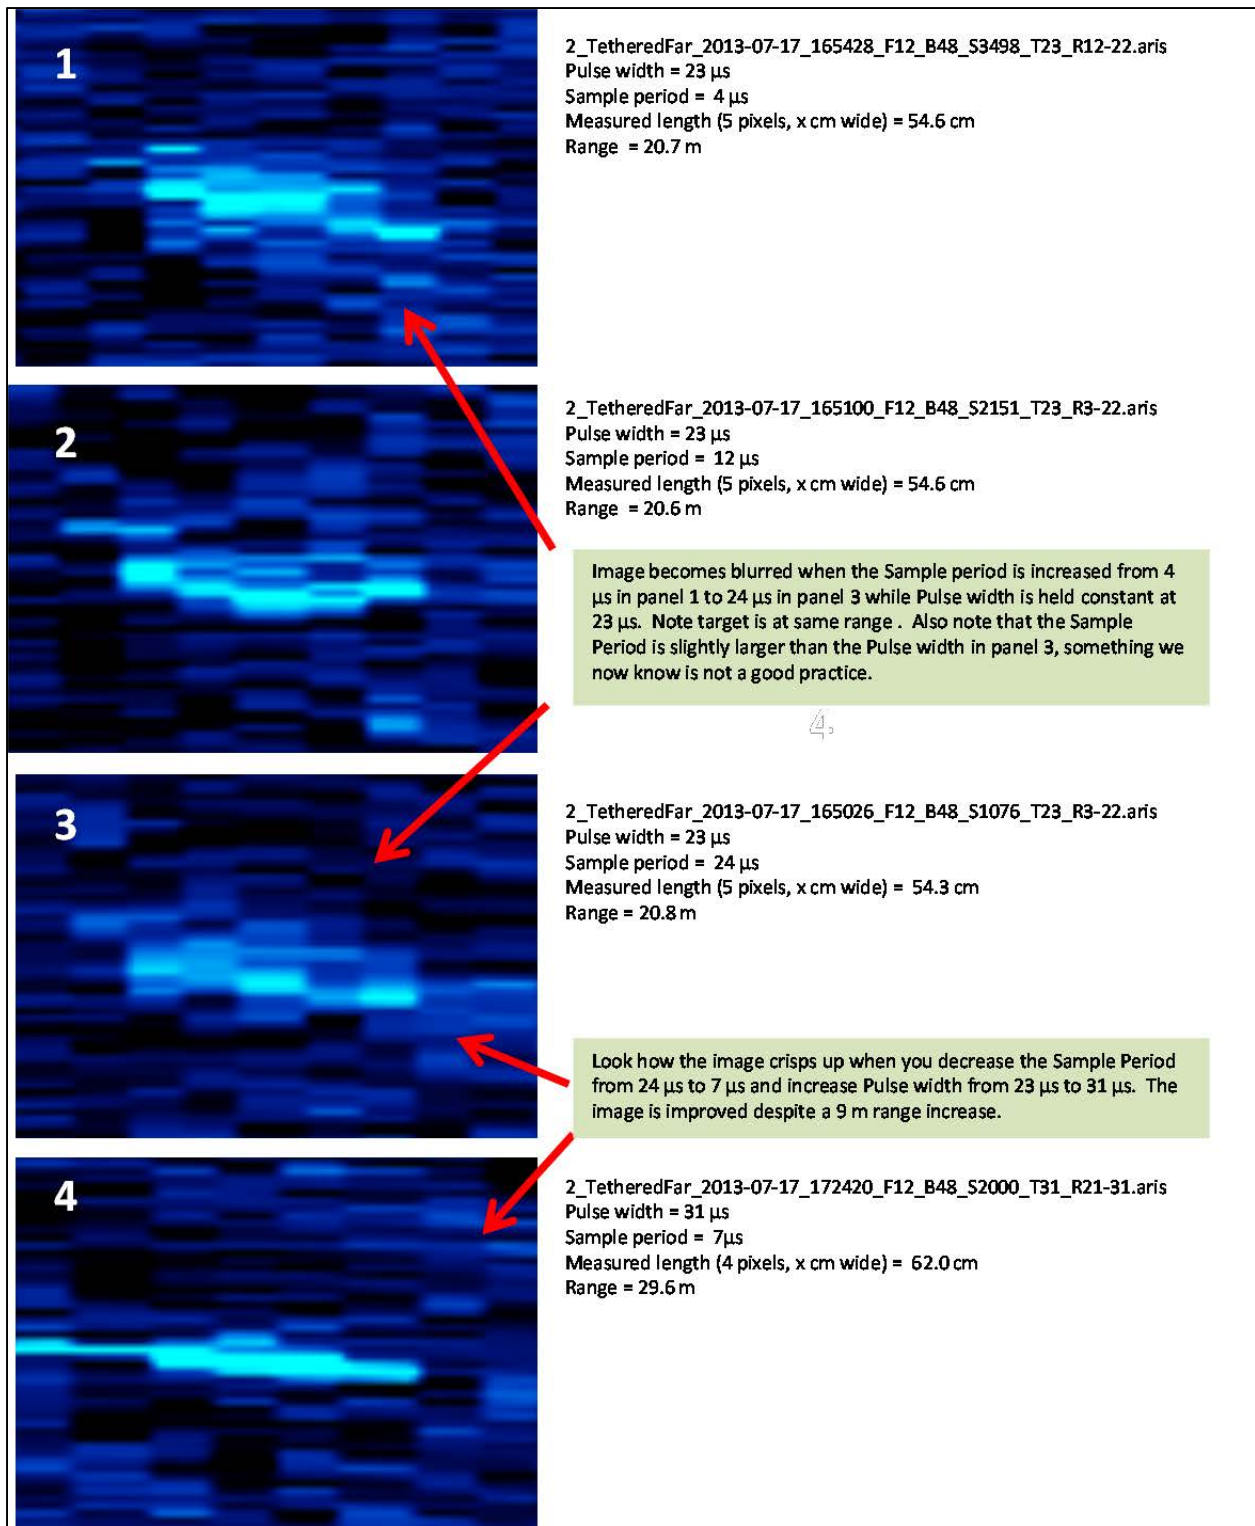 1
2_TetheredFar_2013-07-17_165428_F12_B48_S3498_T23_R12-22.aris
Pulse width = 23 µs
Sample period = 4 µs
Measured length (5 pixels, x cm wide) = 54.6 cm
Range = 20.7 m
2
2_TetheredFar_2013-07-17_165100_F12_B48_S2151_T23_R3-22.aris
Pulse width = 23 µs
Sample period = 12 µs
Measured length (5 pixels, x cm wide) = 54.6 cm
Range = 20.6 m
Image becomes blurred when the Sample period is increased from 4
µs in panel 1 to 24 µs in panel 3 while Pulse width is held constant at
23 µs. Note target is at same range . Also note that the Sample
Period is slightly larger than the Pulse width in panel 3, something we
now know is not a good practice.
4.
3
2_TetheredFar_2013-07-17_165026_F12_B48_S1076_T23_R3-22.aris
Pulse width = 23 µs
Sample period = 24 µs
Measured length (5 pixels, x cm wide) = 54.3 cm
Range = 20.8 m
Look how the image crisps up when you decrease the Sample Period
from 24 µs to 7 µs and increase Pulse width from 23 µs to 31 µs. The
image is improved despite a 9 m range increase.
4
2_TetheredFar_2013-07-17_172420_F12_B48_S2000_T31_R21-31.aris
Pulse width = 31 µs
Sample period = 7µs
Measured length (4 pixels, x cm wide) = 62.0 cm
Range = 29.6 m